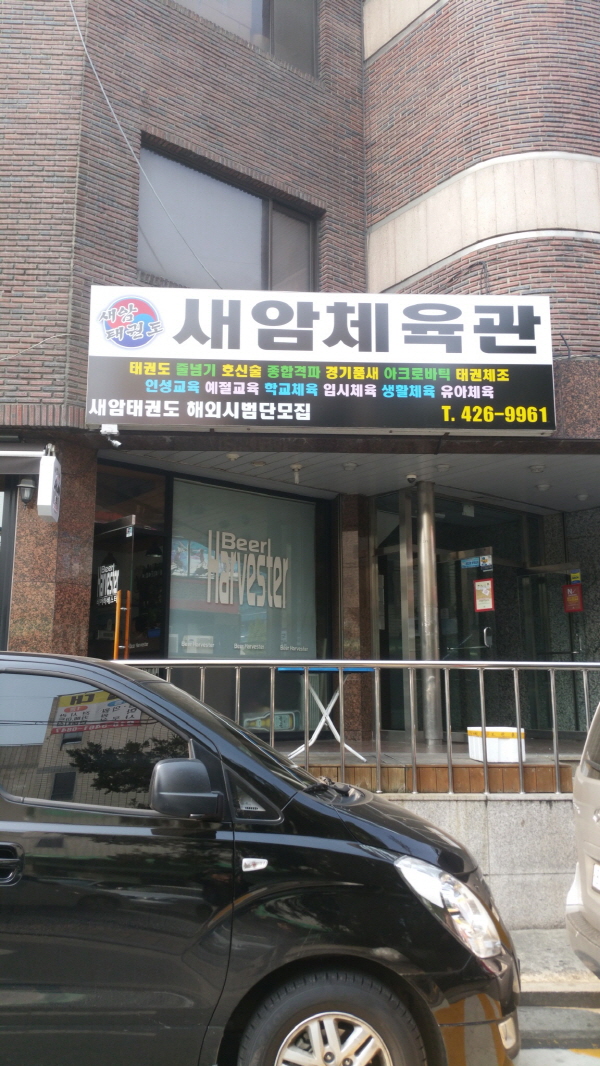 새암
태권도
새암체육관
태권도 줄넘기 호신술 종합격파 경기품새 아크로바틱 태권체조
인성교육 예절교육 학교체육 입시체육 생활체육 유아체육
새암태권도 해외시범단모집
T. 426-9961
Beer
Harvester
Beer
Harvester
Beer Harvester